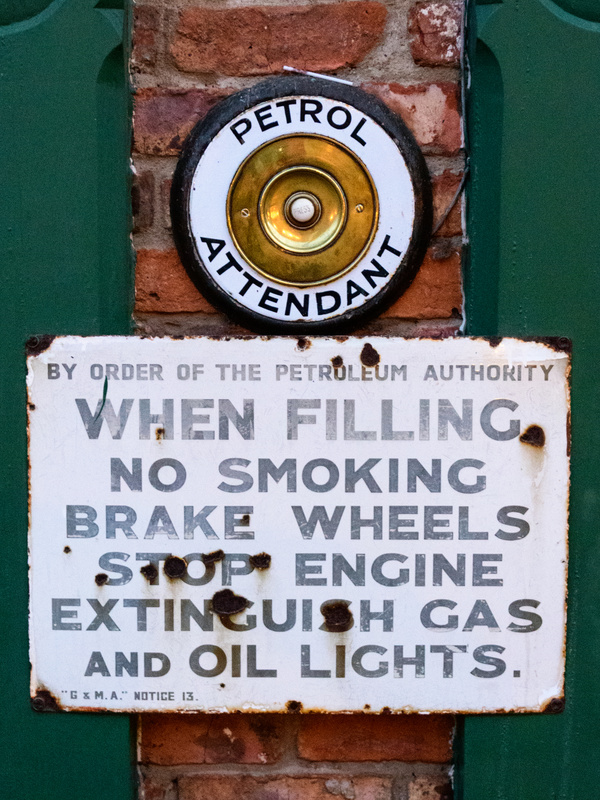 PETROL
ATTENDANT
BY ORDER OF THE PETROLEUM AUTHORITY
WHEN FILLING
NO SMOKING
BRAKE WHEELS
STOP ENGINE
EXTINGUISH GAS
AND OIL LIGHTS.
"G & M.A." NOTICE 13.